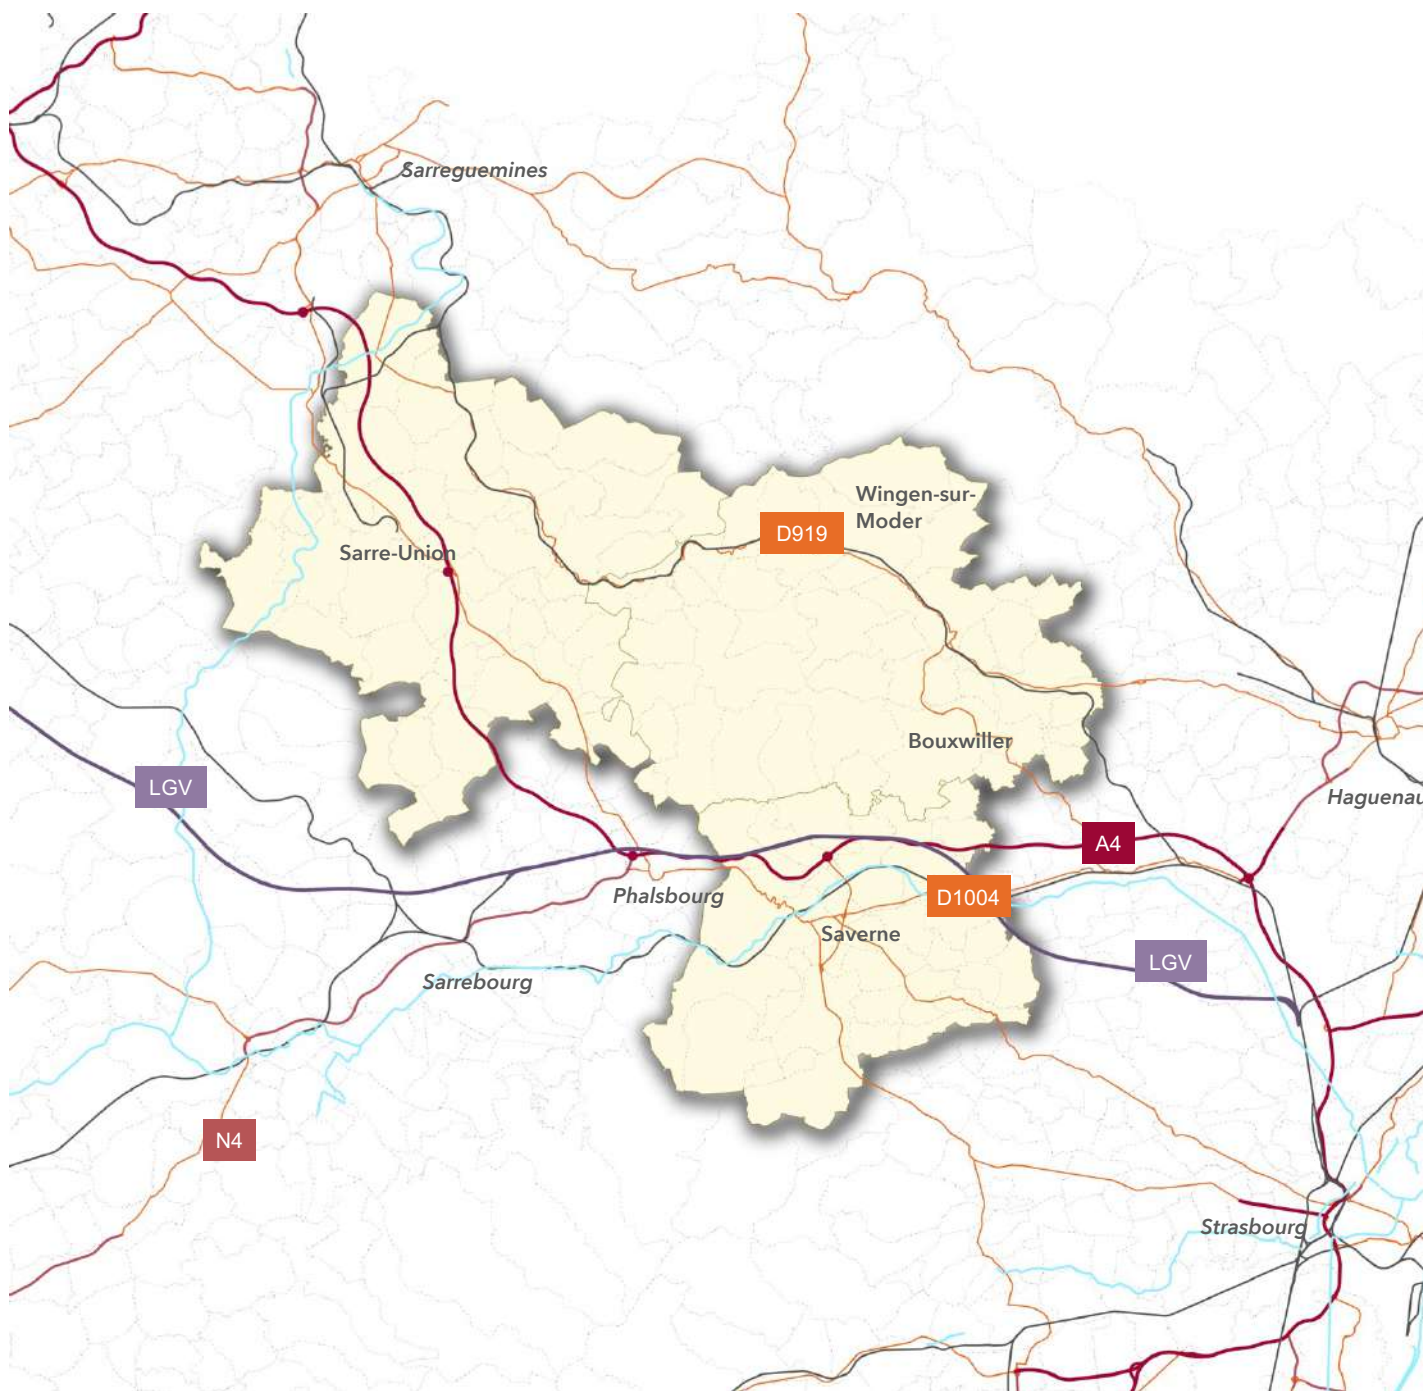 Sarreguemines
Wingen-sur-
Moder
D919
Sarre-Union
Bouxwiller
LGV
Haguenau
A4
Phalsbourg
D1004
Saverne
LGV
Sarrebourg
N4
Strasbourg